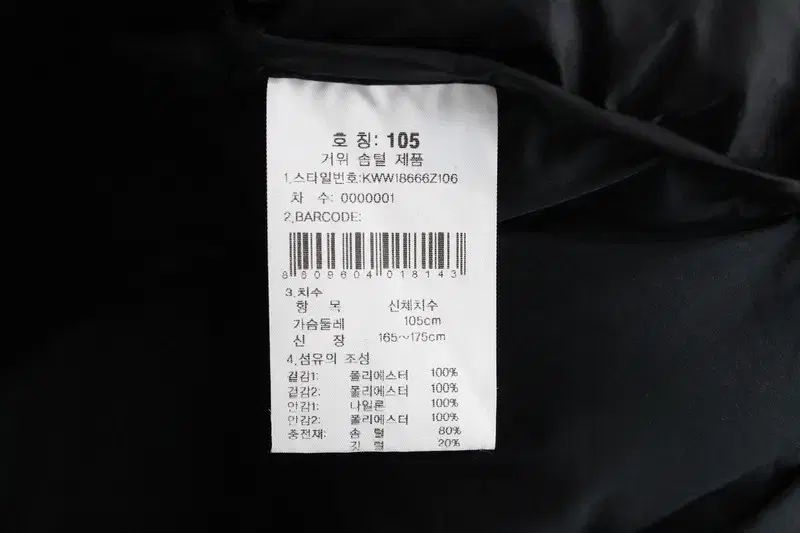 호 칭: 105
거위 솜털 제품
1.스타일번호:KWW18666Z106
차 수: 0000001
2.BARCODE:
8809604018143
3.치수
항 목 신체치수
가슴둘레 105cm
신 장 165~175cm
4.섬유의 조성
겉감1: 폴리에스터 100%
겉감2: 폴리에스터 100%
안감1: 나일론 100%
안감2: 폴리에스터 100%
충전재: 솜 털 80%
깃 털 20%